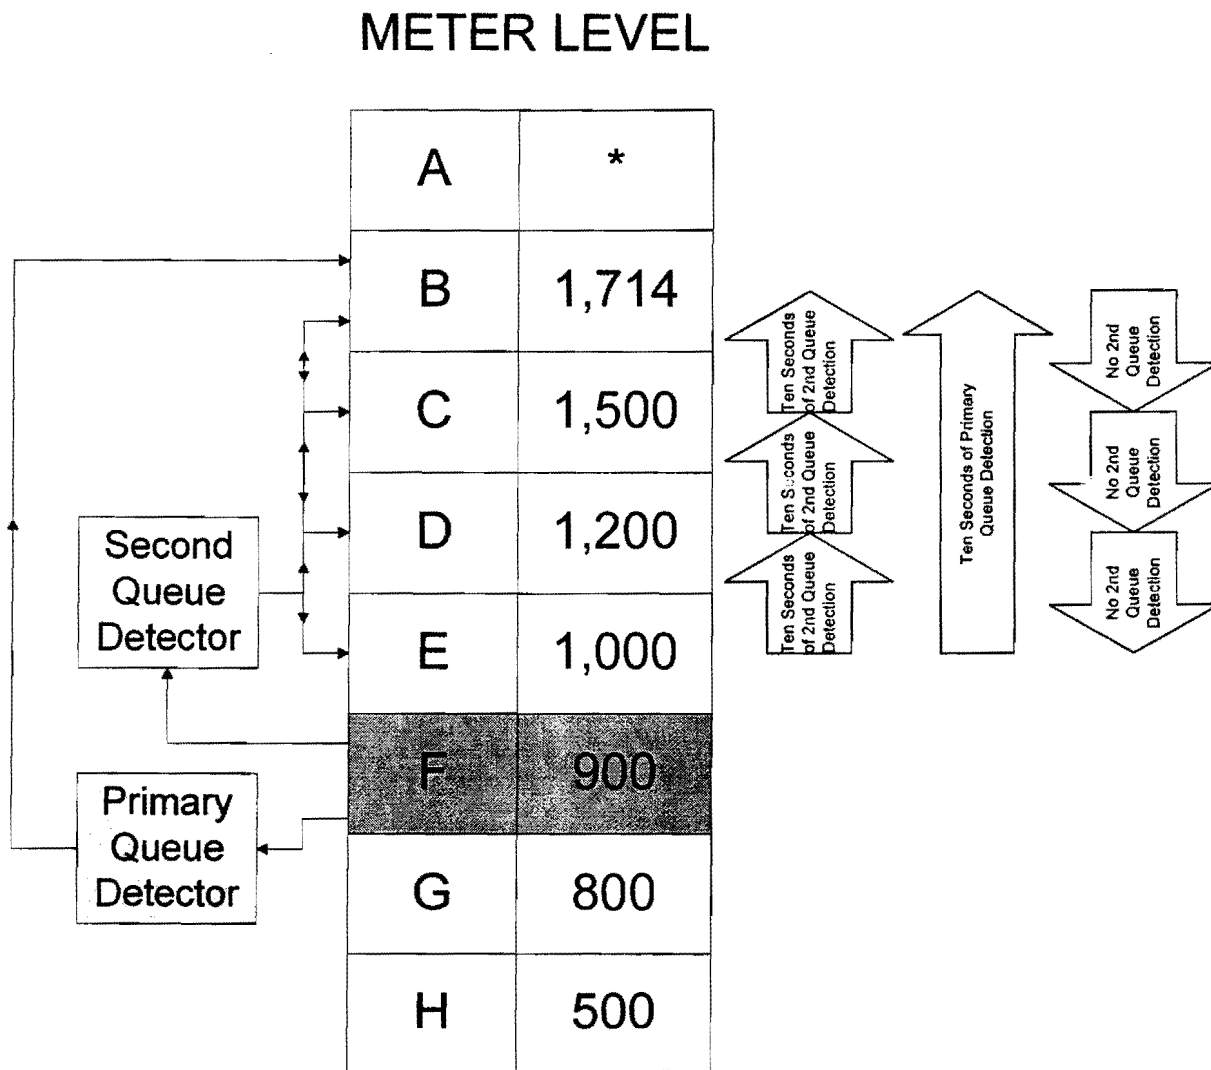 METER LEVEL
A *
B 1,714
C 1,500
D 1,200
E 1,000
F 900
G 800
H 500
Second
Queue
Detector
Primary
Queue
Detector
Ten Seconds
of 2nd Queue
Detection
Ten Seconds
of 2nd Queue
Detection
Ten Seconds
of 2nd Queue
Detection
Ten Seconds of Primary
Queue Detection
No 2nd
Queue
Detection
No 2nd
Queue
Detection
No 2nd
Queue
Detection